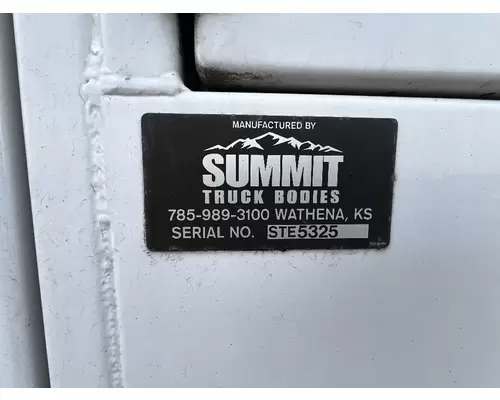 MANUFACTURED BY
SUMMIT
TRUCK BODIES
785-989-3100 WATHENA, KS
SERIAL NO. STE5325